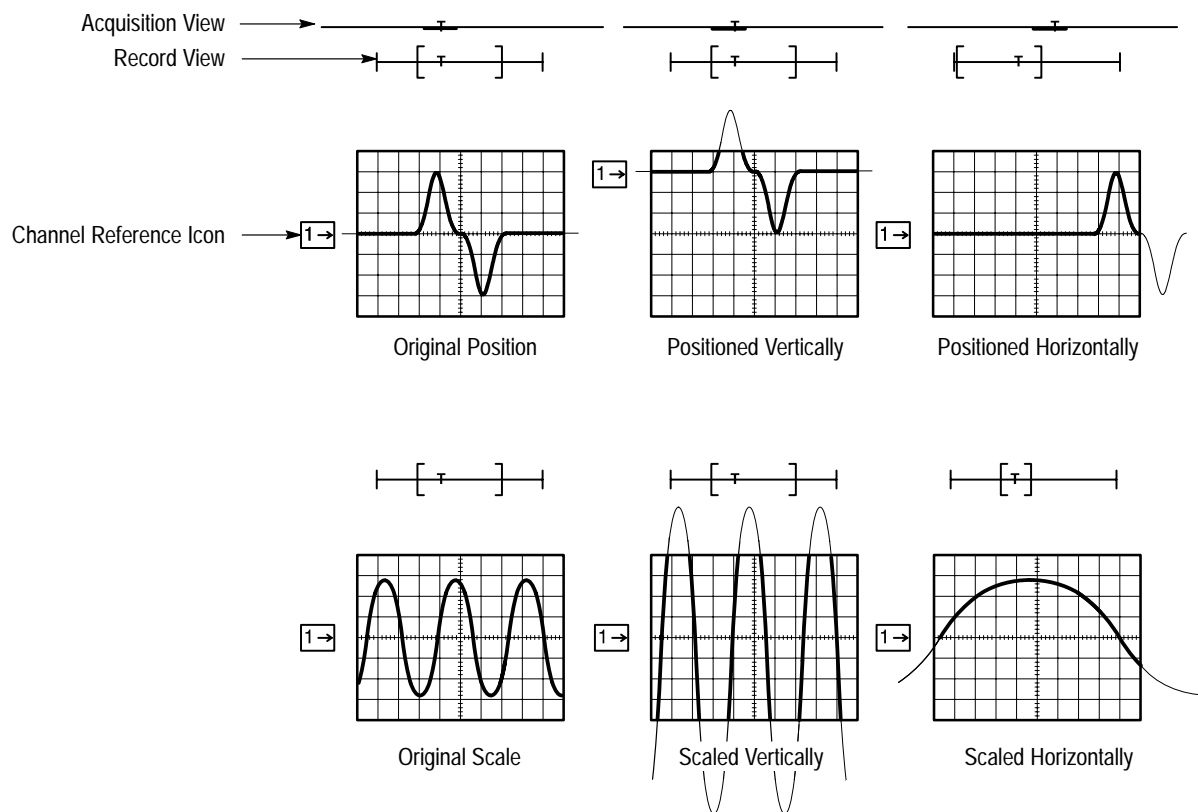 Acquisition View
T T T
Record View
T T T
Channel Reference Icon
1→ 1→ 1→
Original Position
Positioned Vertically
Positioned Horizontally
T T T
1→ 1→ 1→
Original Scale
Scaled Vertically
Scaled Horizontally